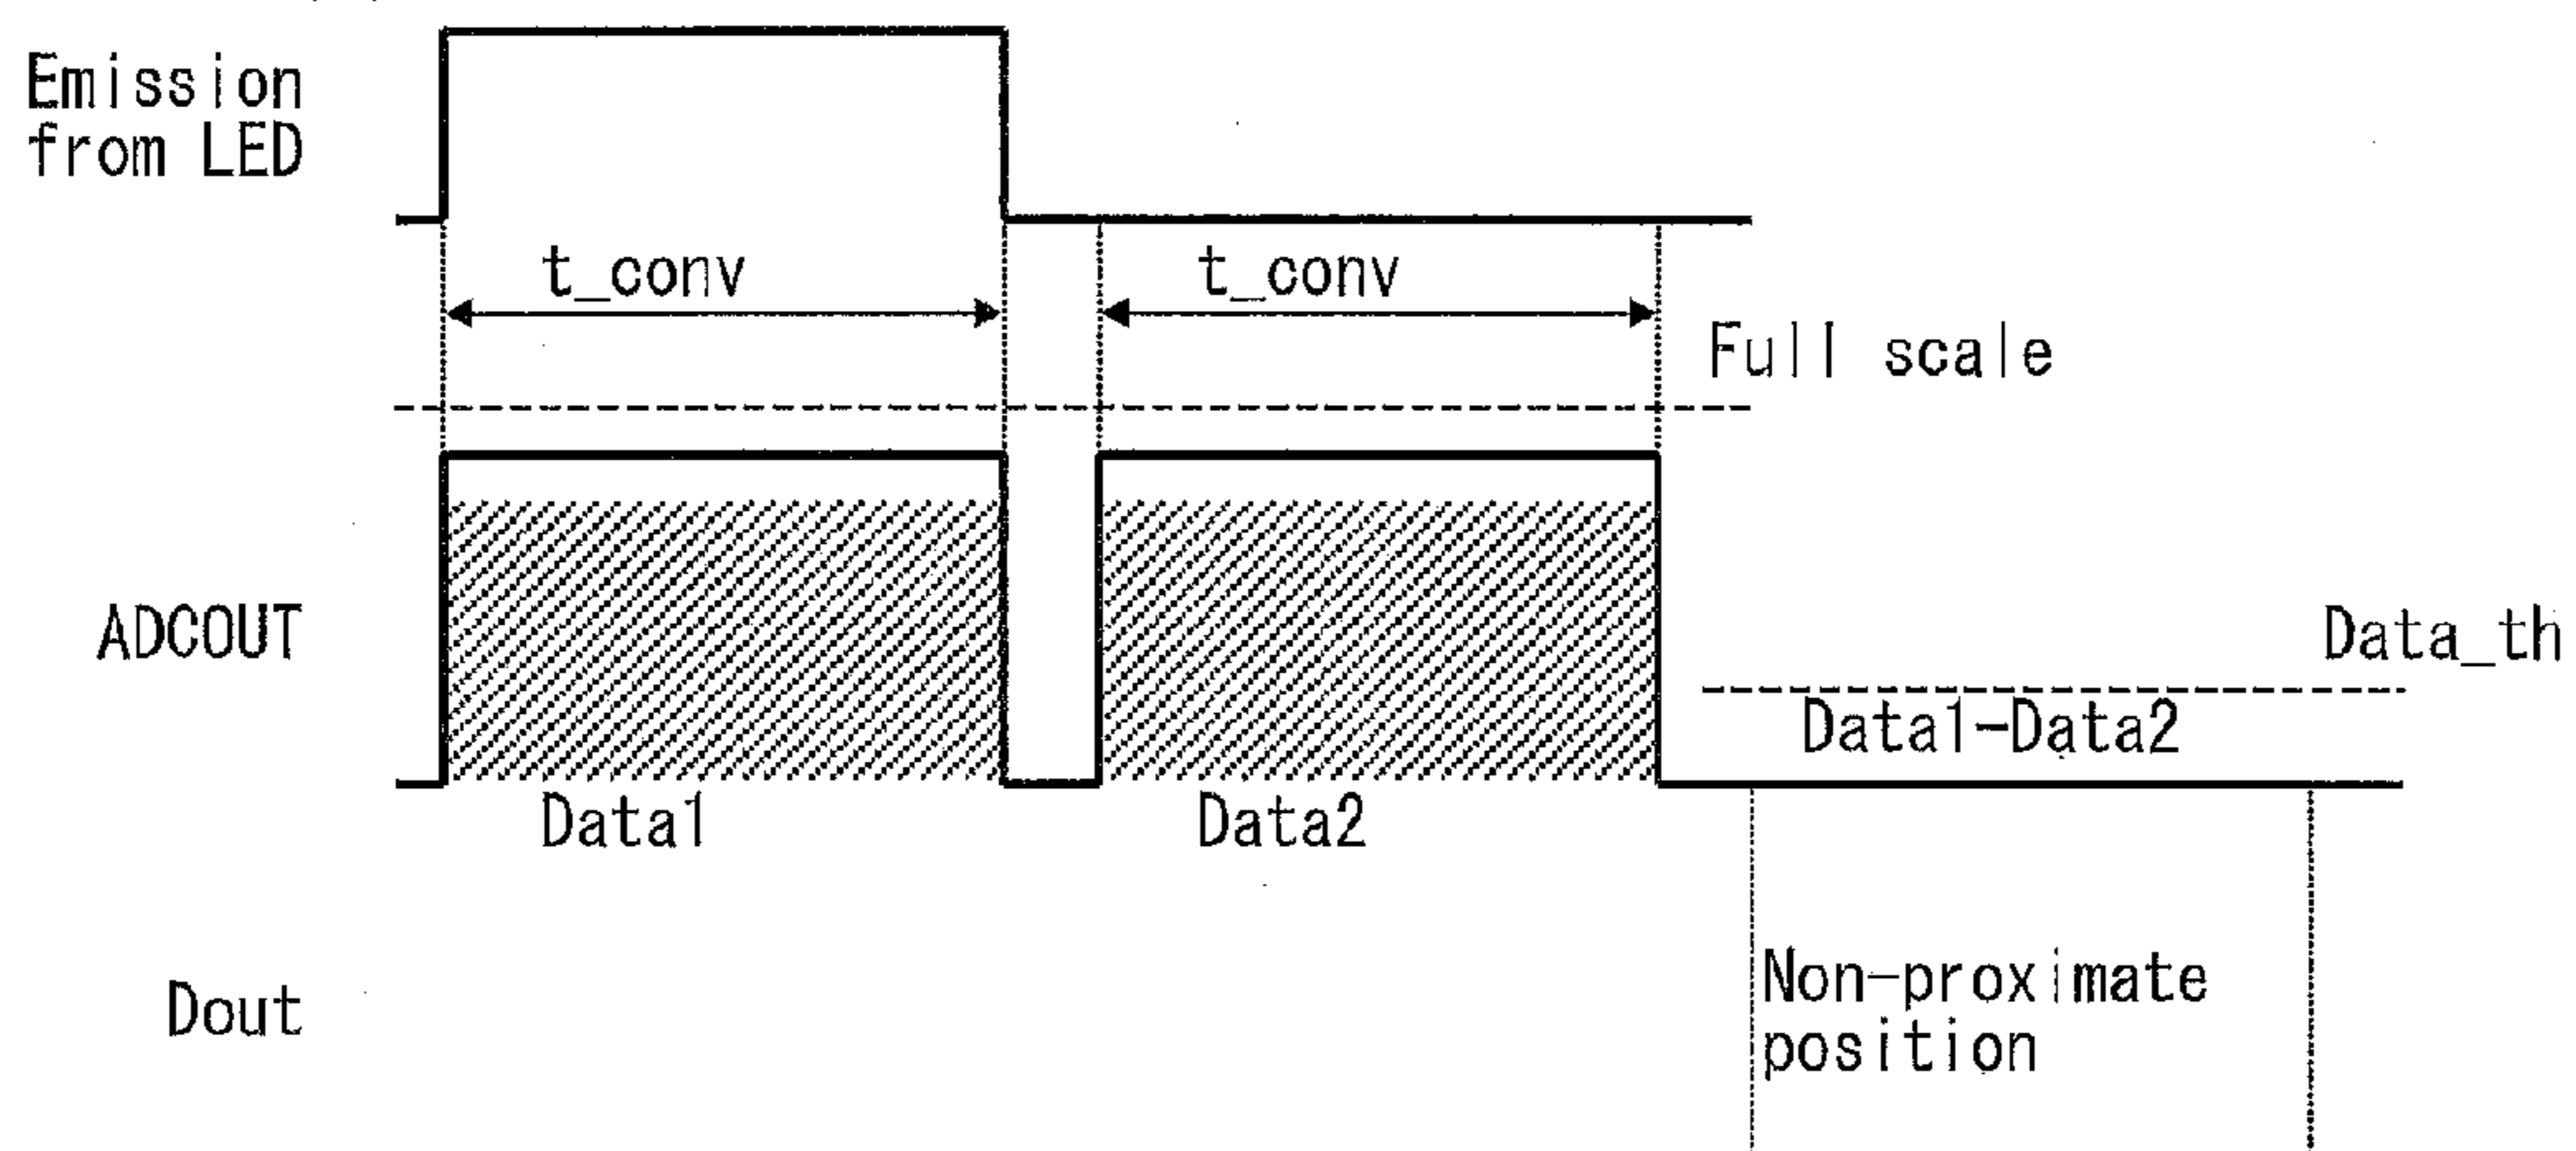 Emission
from LED
t_conv
t_conv
Full scale
ADCOUT
Data_th
Data1-Data2
Data1
Data2
Dout
Non-proximate
position